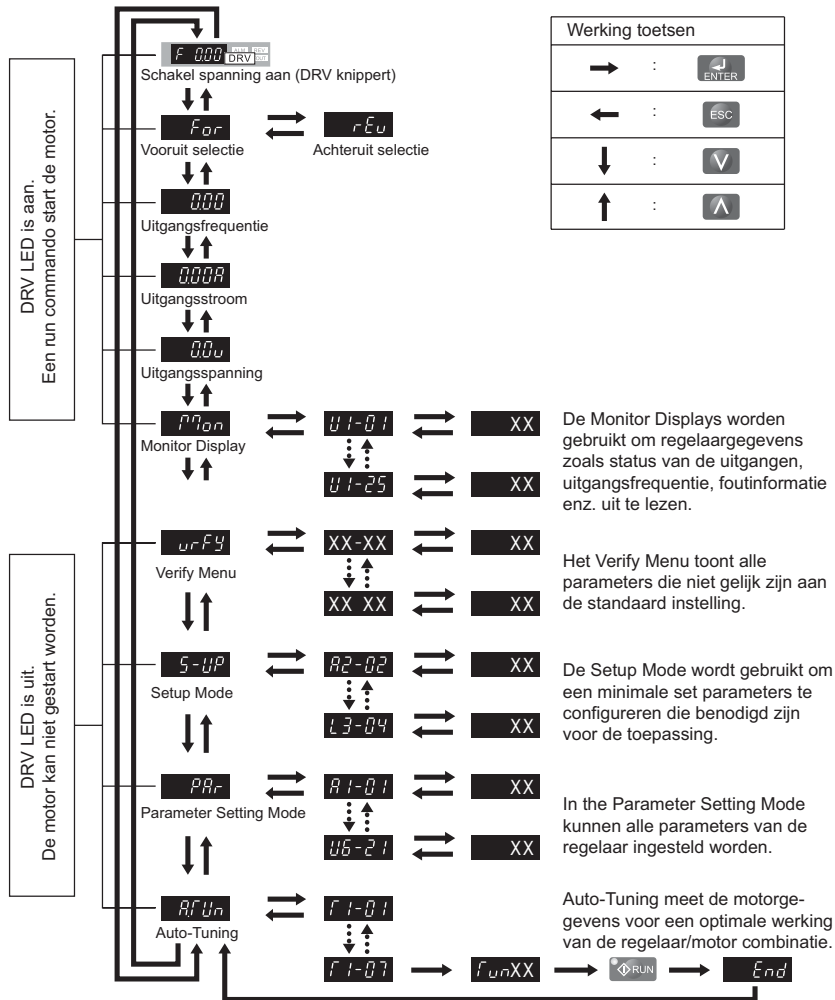 Werking toetsen
: ENTER
: ESC
: V
: Λ
DRV LED is aan.
Een run commando start de motor.
F 0.00 ALM REV DRV OUT
Schakel spanning aan (DRV knippert)
For rEv
Vooruit selectie Achteruit selectie
0.00
Uitgangsfrequentie
0.00A
Uitgangsstroom
0.0v
Uitgangsspanning
Mon U1-01 XX
Monitor Display
U1-25 XX
De Monitor Displays worden
gebruikt om regelaargegevens
zoals status van de uitgangen,
uitgangsfrequentie, foutinformatie
enz. uit te lezen.
DRV LED is uit.
De motor kan niet gestart worden.
urFY XX-XX XX
Verify Menu
XX XX XX
Het Verify Menu toont alle
parameters die niet gelijk zijn aan
de standaard instelling.
S-UP A2-02 XX
Setup Mode
L3-04 XX
De Setup Mode wordt gebruikt om
een minimale set parameters te
configureren die benodigd zijn
voor de toepassing.
PAr A1-01 XX
Parameter Setting Mode
U6-21 XX
In the Parameter Setting Mode
kunnen alle parameters van de
regelaar ingesteld worden.
A.TUn T1-01
Auto-Tuning
T1-07 TunXX RUN End
Auto-Tuning meet de motorge-
gevens voor een optimale werking
van de regelaar/motor combinatie.